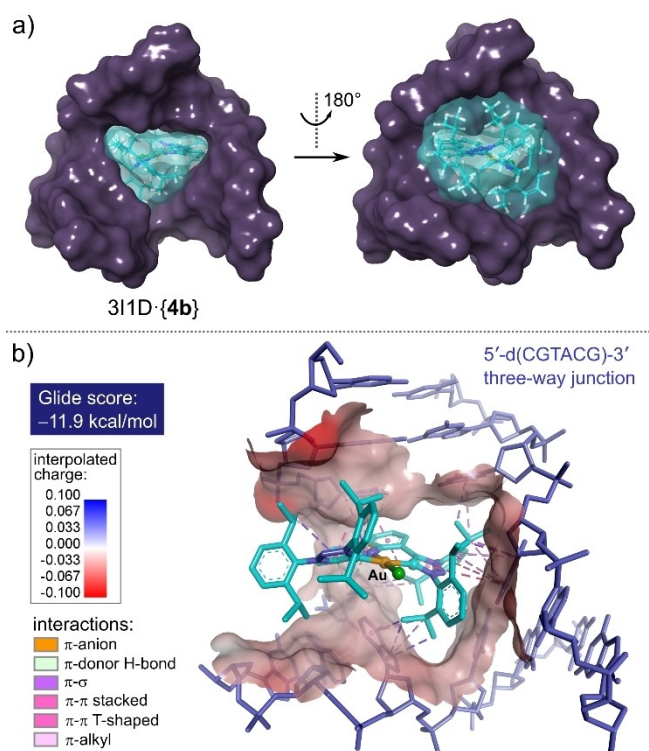 a)
180°
3I1D·{4b}
b)
5′-d(CGTACG)-3′
three-way junction
Glide score:
–11.9 kcal/mol
interpolated
charge:
0.100
0.067
0.033
0.000
–0.033
–0.067
–0.100
Au
interactions:
π-anion
π-donor H-bond
π-σ
π-π stacked
π-π T-shaped
π-alkyl